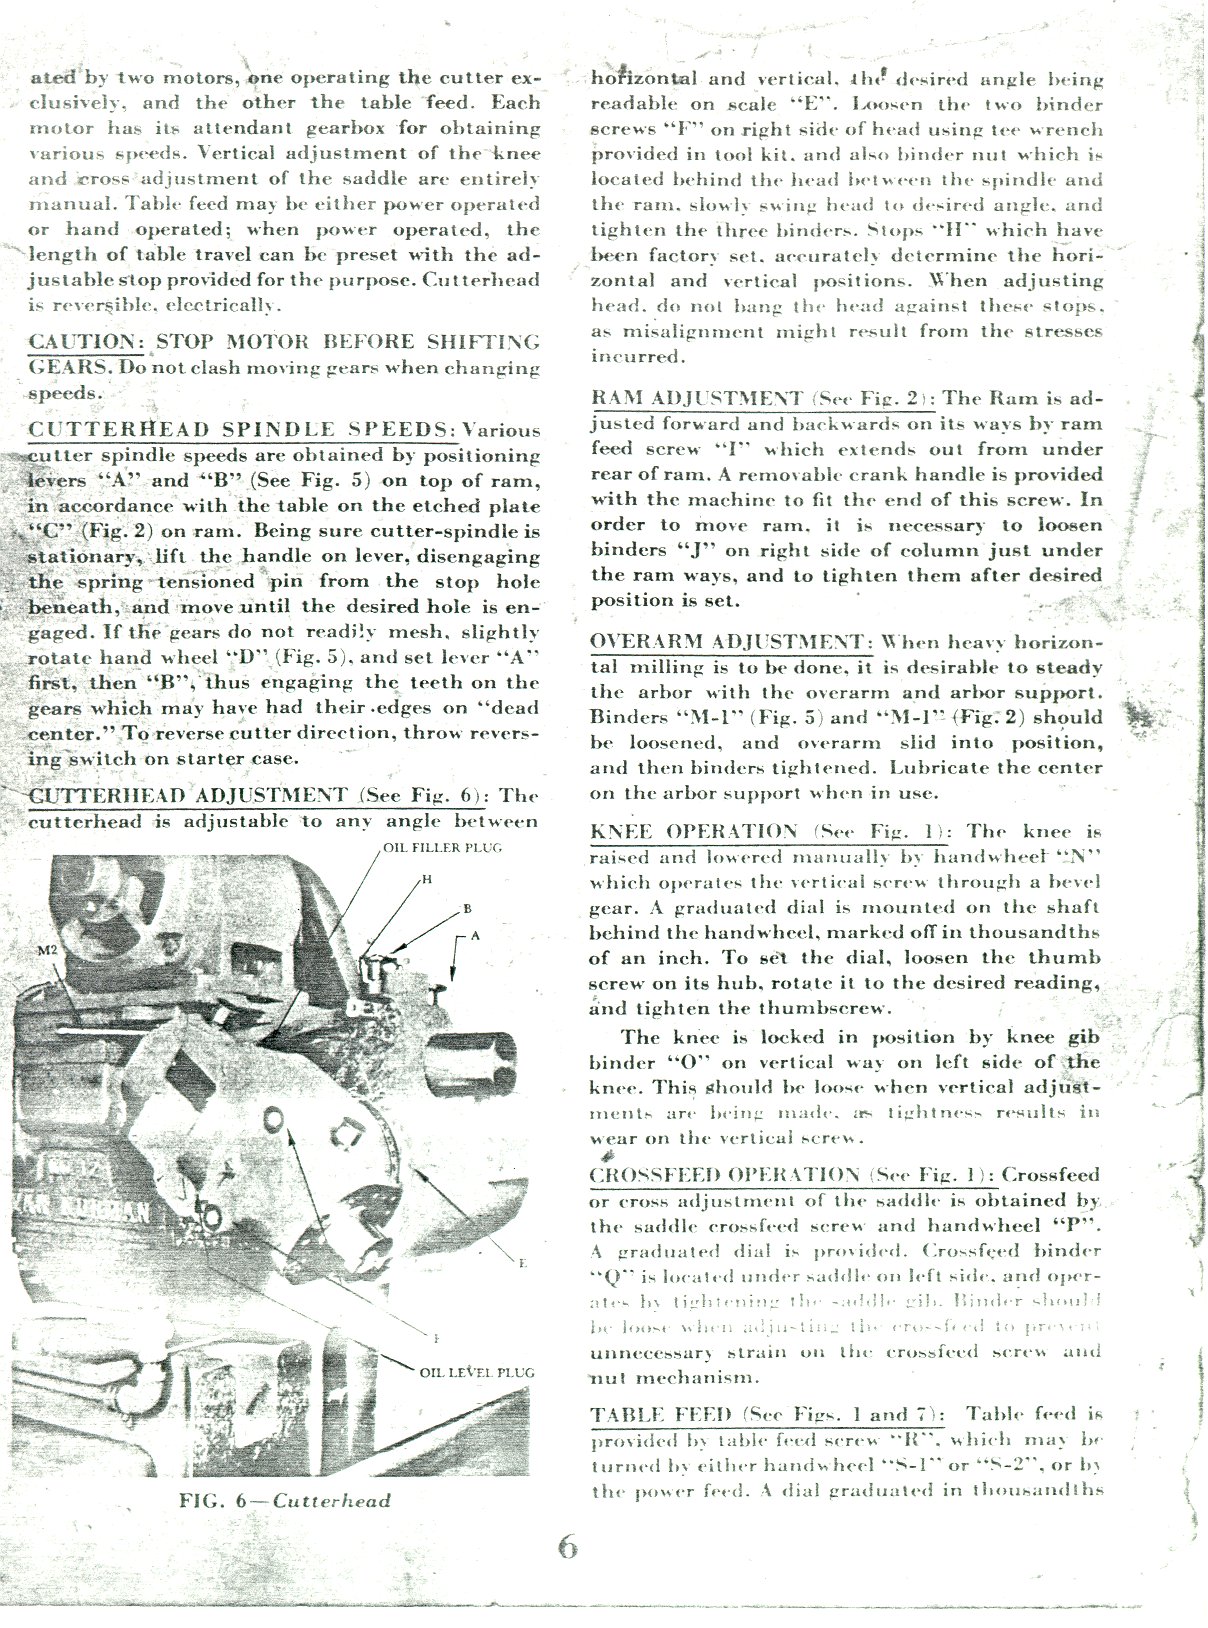 ated by two motors, one operating the cutter ex-
clusively, and the other the table feed. Each
motor has its attendant gearbox for obtaining
various speeds. Vertical adjustment of the knee
and cross adjustment of the saddle are entirely
manual. Table feed may be either power operated
or hand operated; when power operated, the
length of table travel can be preset with the ad-
justable stop provided for the purpose. Cutterhead
is reversible, electrically.
CAUTION: STOP MOTOR BEFORE SHIFTING
GEARS. Do not clash moving gears when changing
speeds.
CUTTERHEAD SPINDLE SPEEDS: Various
cutter spindle speeds are obtained by positioning
levers "A" and "B" (See Fig. 5) on top of ram,
in accordance with the table on the etched plate
"C" (Fig. 2) on ram. Being sure cutter-spindle is
stationary, lift the handle on lever, disengaging
the spring tensioned pin from the stop hole
beneath, and move until the desired hole is en-
gaged. If the gears do not readily mesh, slightly
rotate hand wheel "D" (Fig. 5), and set lever "A"
first, then "B", thus engaging the teeth on the
gears which may have had their edges on "dead
center." To reverse cutter direction, throw revers-
ing switch on starter case.
CUTTERHEAD ADJUSTMENT (See Fig. 6): The
cutterhead is adjustable to any angle between
OIL FILLER PLUG
H
B
A
M2
E
F
OIL LEVEL PLUG
FIG. 6—Cutterhead
horizontal and vertical, the desired angle being
readable on scale "E". Loosen the two binder
screws "F" on right side of head using tee wrench
provided in tool kit, and also binder nut which is
located behind the head between the spindle and
the ram, slowly swing head to desired angle, and
tighten the three binders. Stops "H" which have
been factory set, accurately determine the hori-
zontal and vertical positions. When adjusting
head, do not bang the head against these stops,
as misalignment might result from the stresses
incurred.
RAM ADJUSTMENT (See Fig. 2): The Ram is ad-
justed forward and backwards on its ways by ram
feed screw "I" which extends out from under
rear of ram. A removable crank handle is provided
with the machine to fit the end of this screw. In
order to move ram, it is necessary to loosen
binders "J" on right side of column just under
the ram ways, and to tighten them after desired
position is set.
OVERARM ADJUSTMENT: When heavy horizon-
tal milling is to be done, it is desirable to steady
the arbor with the overarm and arbor support.
Binders "M-1" (Fig. 5) and "M-1" (Fig. 2) should
be loosened, and overarm slid into position,
and then binders tightened. Lubricate the center
on the arbor support when in use.
KNEE OPERATION (See Fig. 1): The knee is
raised and lowered manually by handwheel "N"
which operates the vertical screw through a bevel
gear. A graduated dial is mounted on the shaft
behind the handwheel, marked off in thousandths
of an inch. To set the dial, loosen the thumb
screw on its hub, rotate it to the desired reading,
and tighten the thumbscrew.
The knee is locked in position by knee gib
binder "O" on vertical way on left side of the
knee. This should be loose when vertical adjust-
ments are being made, as tightness results in
wear on the vertical screw.
CROSSFEED OPERATION (See Fig. 1): Crossfeed
or cross adjustment of the saddle is obtained by
the saddle crossfeed screw and handwheel "P".
A graduated dial is provided. Crossfeed binder
"Q" is located under saddle on left side, and oper-
ates by tightening the saddle gib. Binder should
be loose when adjusting the crossfeed to prevent
unnecessary strain on the crossfeed screw and
nut mechanism.
TABLE FEED (See Figs. 1 and 7): Table feed is
provided by table feed screw "R", which may be
turned by either handwheel "S-1" or "S-2", or by
the power feed. A dial graduated in thousandths
6